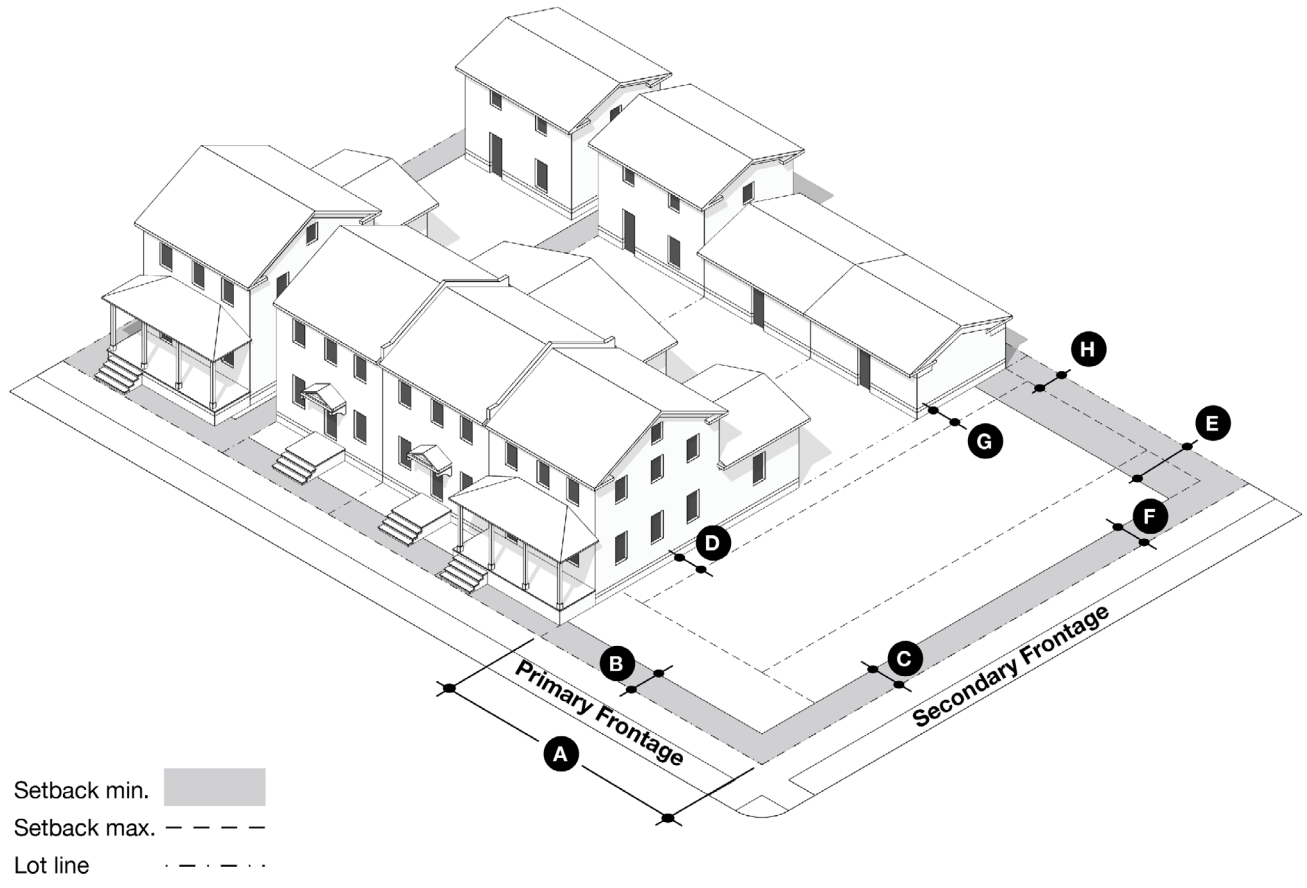 H
E
G
F
D
C
B
Primary Frontage
Secondary Frontage
A
Setback min.
Setback max.
Lot line